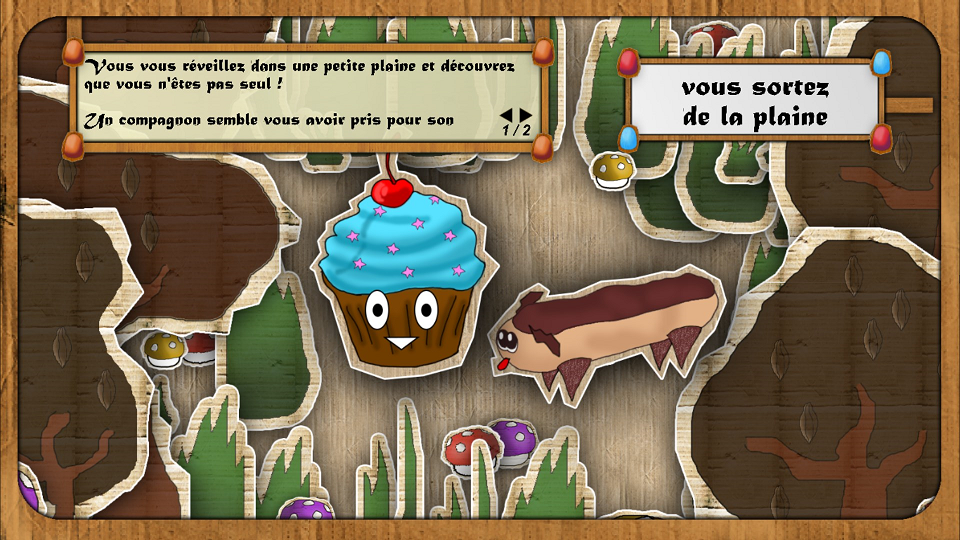 Vous vous réveillez dans une petite plaine et découvrez
que vous n'êtes pas seul !
Un compagnon semble vous avoir pris pour son
1 / 2
vous sortez
de la plaine